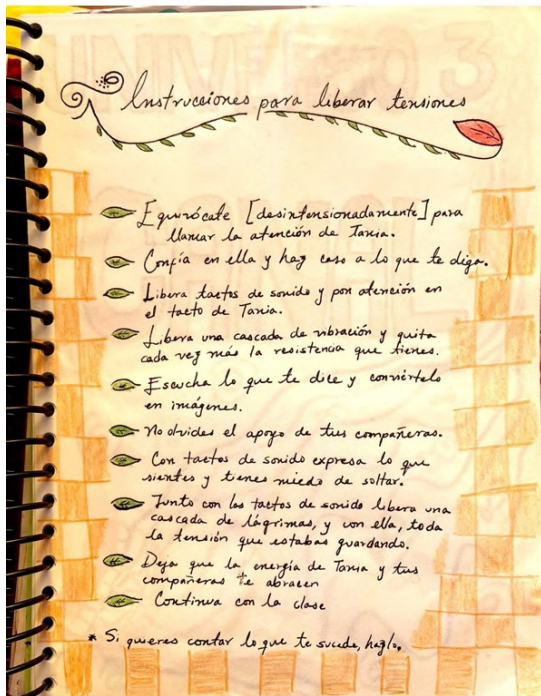 Instrucciones para liberar tensiones
Equivócate [desintensionadamente] para
llamar la atención de Tania.
Confía en ella y haz caso a lo que te diga.
Libera tactos de sonido y pon atención en
el tacto de Tania.
Libera una cascada de vibración y quita
cada vez más la resistencia que tienes.
Escucha lo que te dice y conviértelo
en imágenes.
No olvides el apoyo de tus compañeras.
Con tactos de sonido expresa lo que
sientes y tienes miedo de soltar.
Junto con los tactos de sonido libera una
cascada de lágrimas, y con ella, toda
la tensión que estabas guardando.
Deja que la energía de Tania y tus
compañeras te abracen
Continua con la clase
* Si quieres contar lo que te sucede, hazlo.